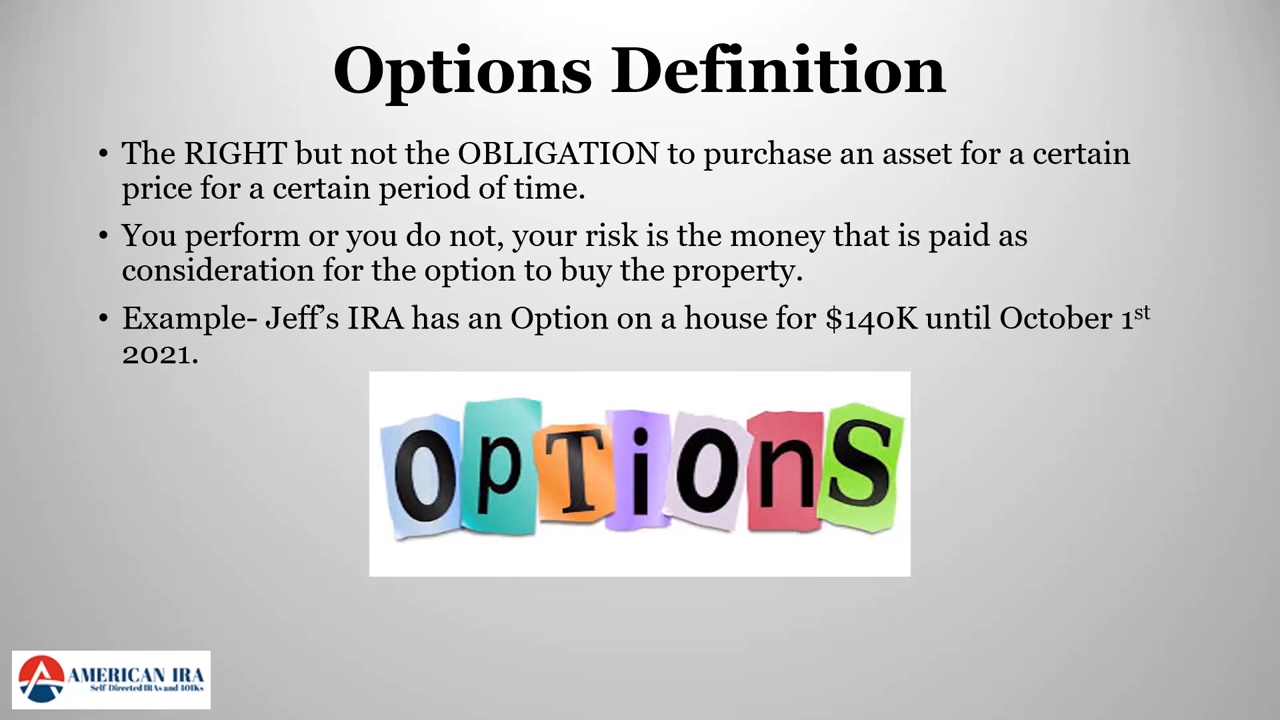 Options Definition
• The RIGHT but not the OBLIGATION to purchase an asset for a certain
price for a certain period of time.
• You perform or you do not, your risk is the money that is paid as
consideration for the option to buy the property.
• Example- Jeff’s IRA has an Option on a house for $140K until October 1st
2021.
OpTiOnS
AMERICAN IRA
Self-Directed IRAs and 401Ks